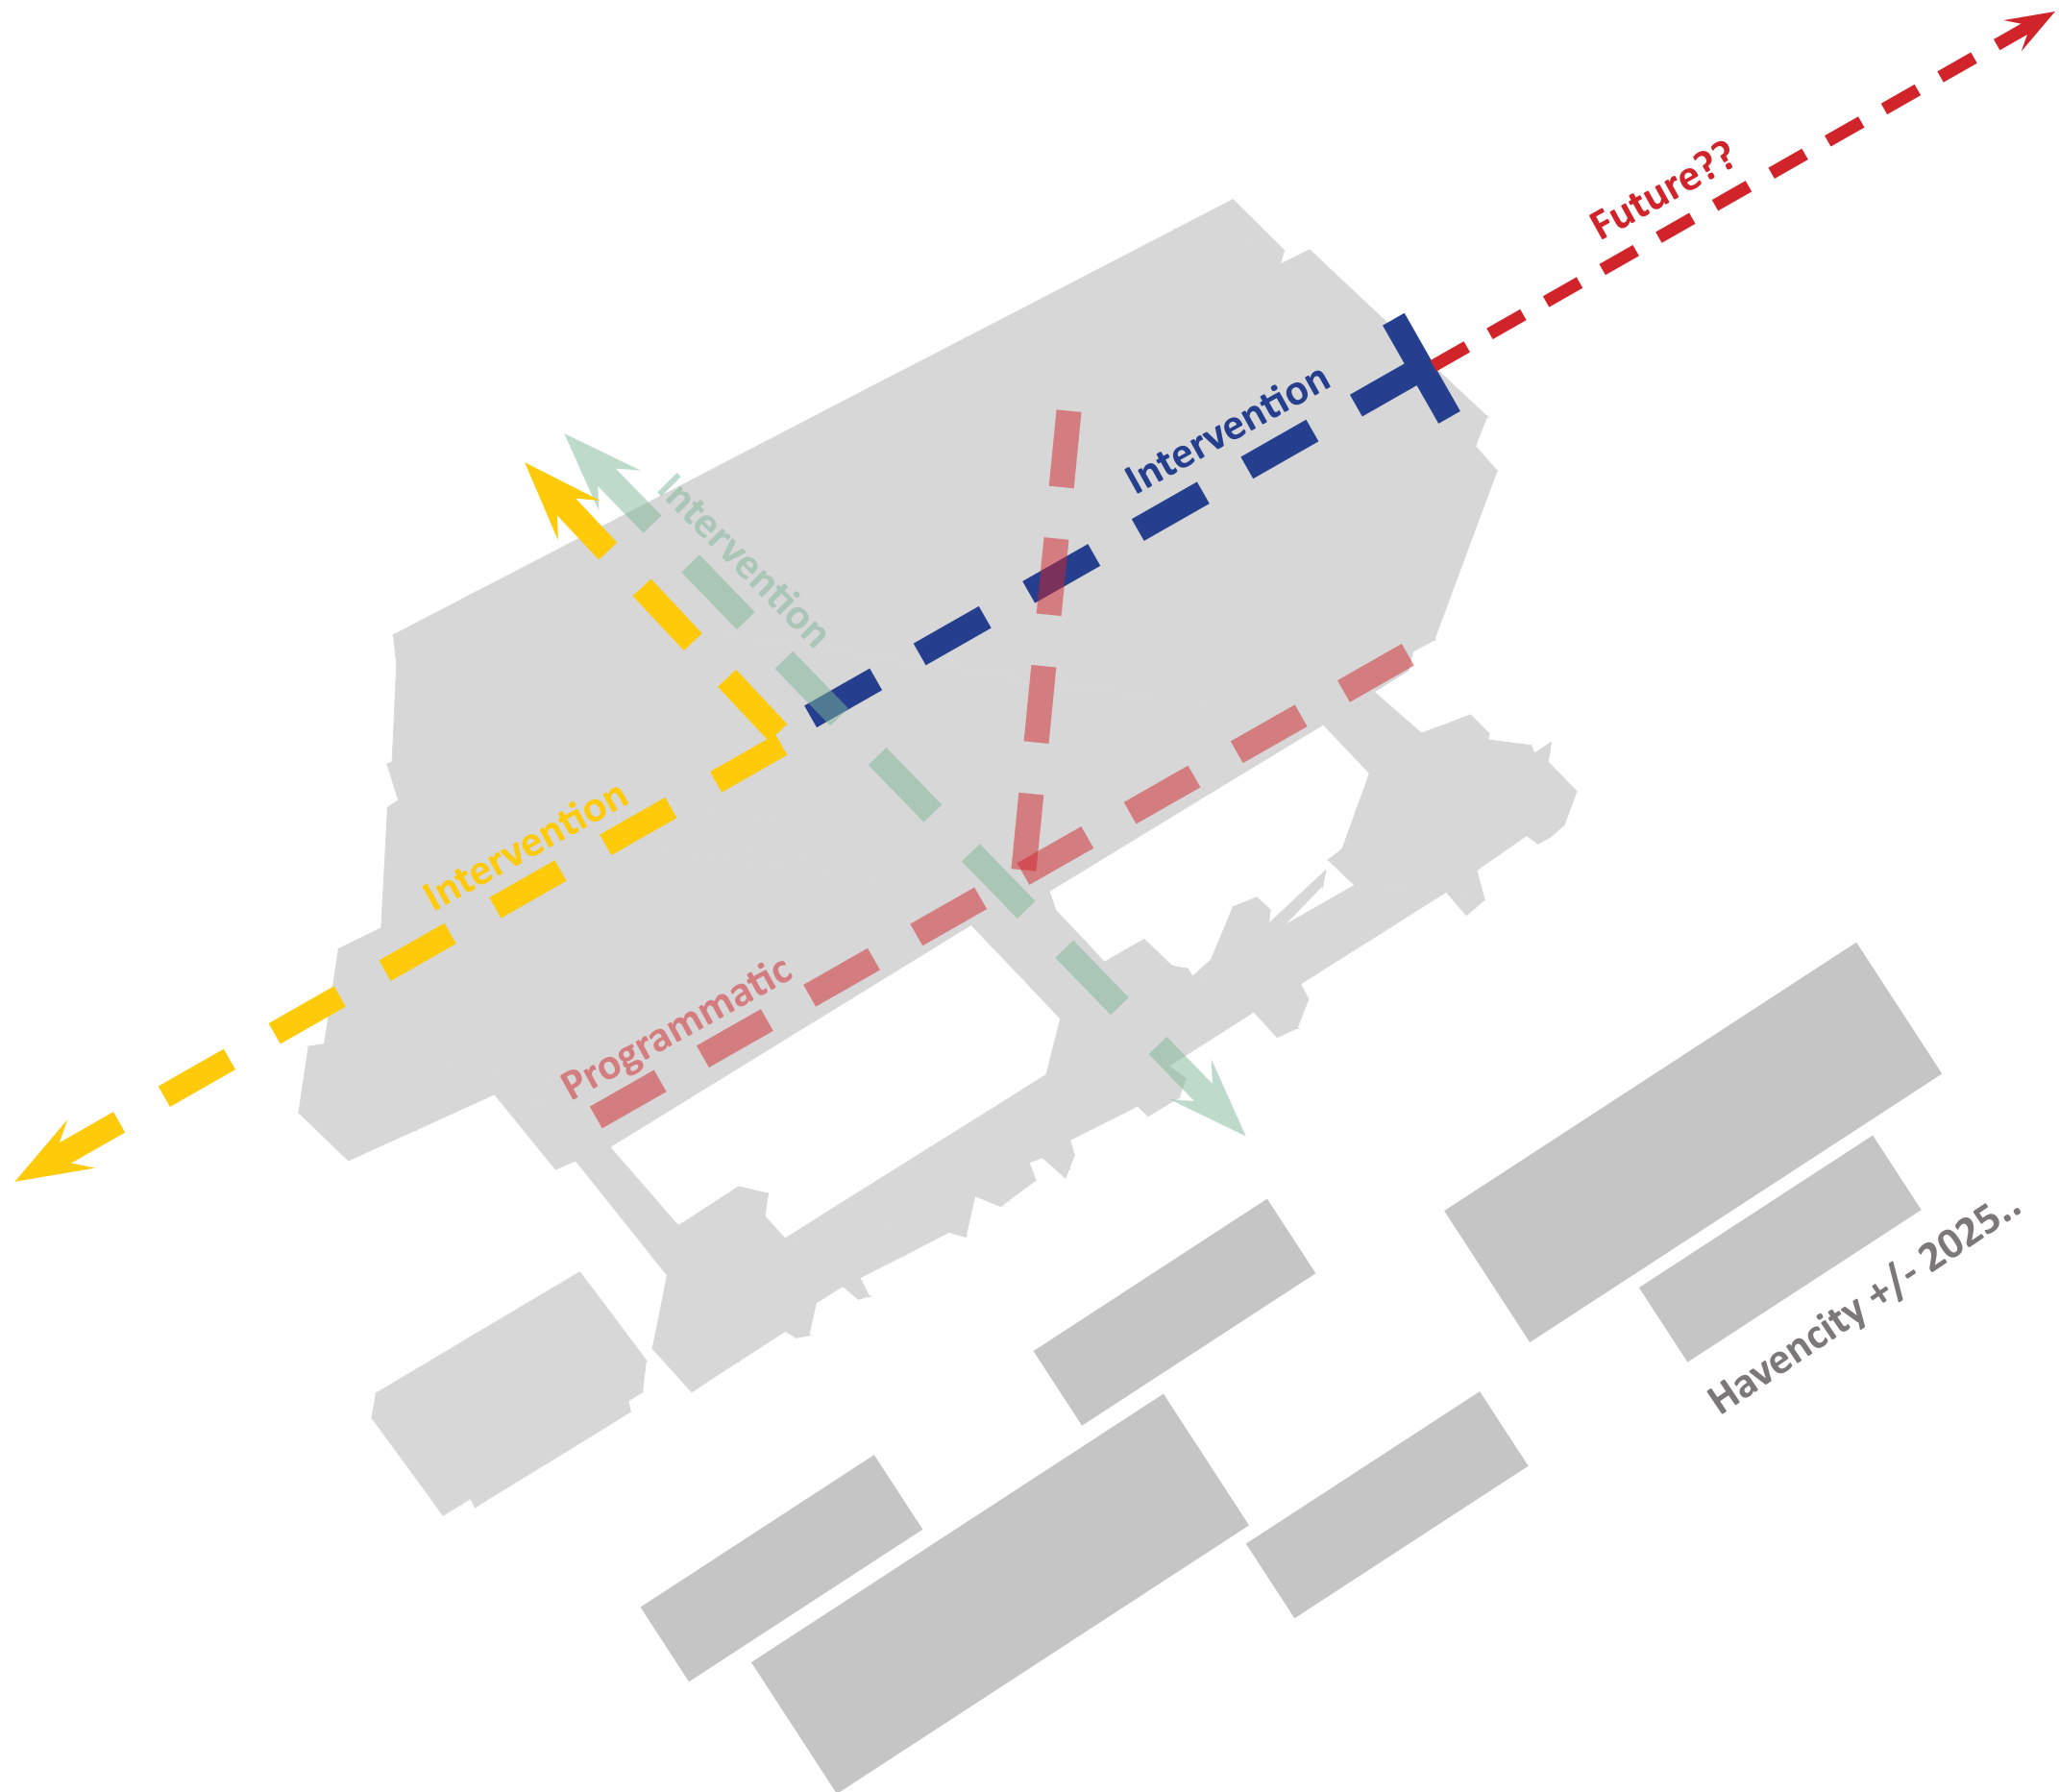 Future??
Intervention
Intervention
Intervention
Programmatic
Havencity +/- 2025..